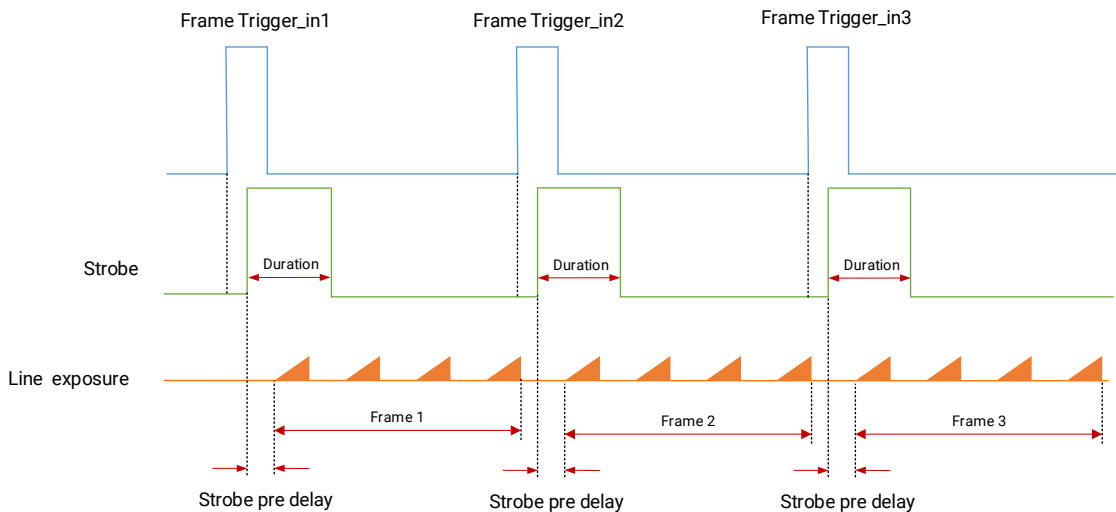 Frame Trigger_in1
Frame Trigger_in2
Frame Trigger_in3
Strobe
Duration
Duration
Duration
Line exposure
Frame 1
Frame 2
Frame 3
Strobe pre delay
Strobe pre delay
Strobe pre delay